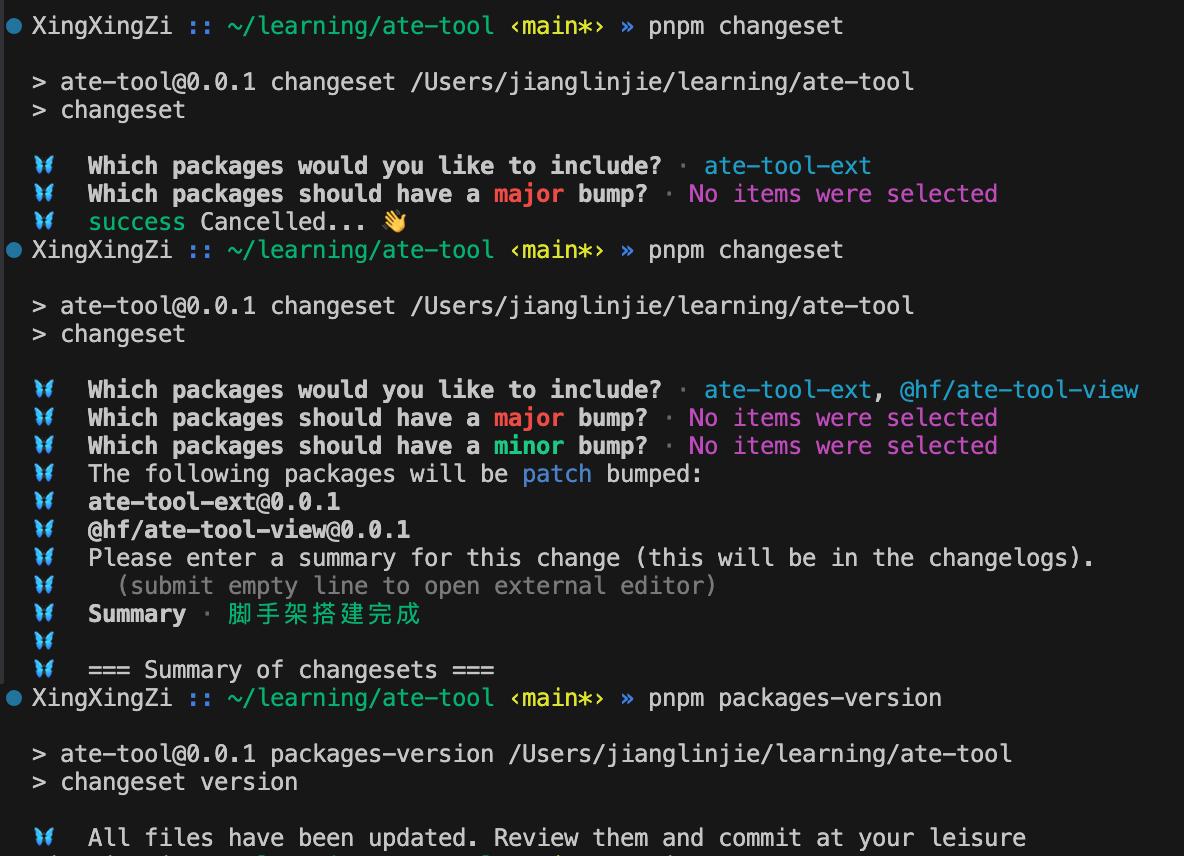 XingXingZi :: ~/learning/ate-tool ‹main*› » pnpm changeset
> ate-tool@0.0.1 changeset /Users/jianglinjie/learning/ate-tool
> changeset
Which packages would you like to include? · ate-tool-ext
Which packages should have a major bump? · No items were selected
success Cancelled... 👋
XingXingZi :: ~/learning/ate-tool ‹main*› » pnpm changeset
> ate-tool@0.0.1 changeset /Users/jianglinjie/learning/ate-tool
> changeset
Which packages would you like to include? · ate-tool-ext, @hf/ate-tool-view
Which packages should have a major bump? · No items were selected
Which packages should have a minor bump? · No items were selected
The following packages will be patch bumped:
ate-tool-ext@0.0.1
@hf/ate-tool-view@0.0.1
Please enter a summary for this change (this will be in the changelogs).
(submit empty line to open external editor)
Summary · 脚手架搭建完成
=== Summary of changesets ===
XingXingZi :: ~/learning/ate-tool ‹main*› » pnpm packages-version
> ate-tool@0.0.1 packages-version /Users/jianglinjie/learning/ate-tool
> changeset version
All files have been updated. Review them and commit at your leisure